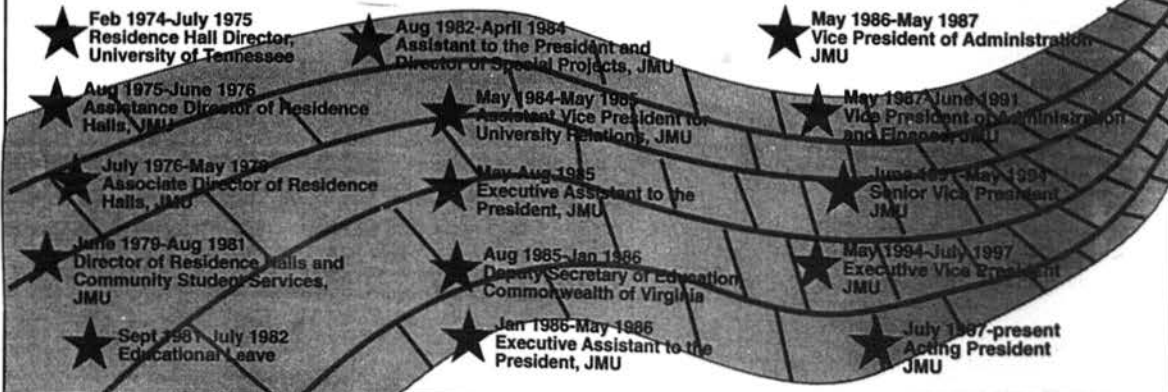 Feb 1974-July 1975
Residence Hall Director,
University of Tennessee
Aug 1975-June 1976
Assistance Director of Residence
Halls, JMU
July 1976-May 1979
Associate Director of Residence
Halls, JMU
June 1979-Aug 1981
Director of Residence Halls and
Community Student Services,
JMU
Sept 1981-July 1982
Educational Leave
Aug 1982-April 1984
Assistant to the President and
Director of Special Projects, JMU
May 1984-May 1985
Assistant Vice President for
University Relations, JMU
May-Aug 1985
Executive Assistant to the
President, JMU
Aug 1985-Jan 1986
Deputy Secretary of Education,
Commonwealth of Virginia
Jan 1986-May 1986
Executive Assistant to the
President, JMU
May 1986-May 1987
Vice President of Administration
JMU
May 1987-June 1991
Vice President of Administration
and Finance, JMU
June 1991-May 1994
Senior Vice President
JMU
May 1994-July 1997
Executive Vice President
JMU
July 1997-present
Acting President
JMU